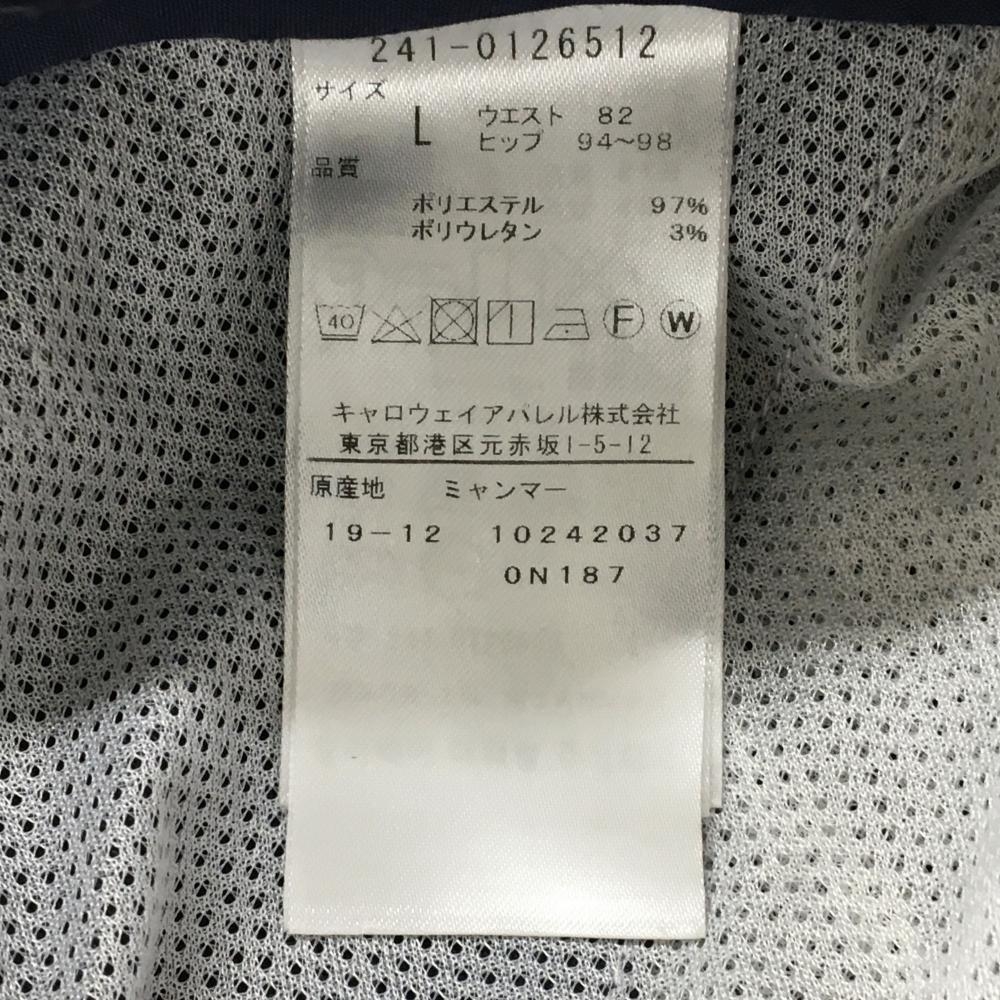 241-0126512
サイズ
L ウエスト 82
ヒップ 94〜98
品質
ポリエステル 97%
ポリウレタン 3%
40 F W
キャロウェイアパレル株式会社
東京都港区元赤坂1-5-12
原産地 ミャンマー
19-12 10242037
0N187